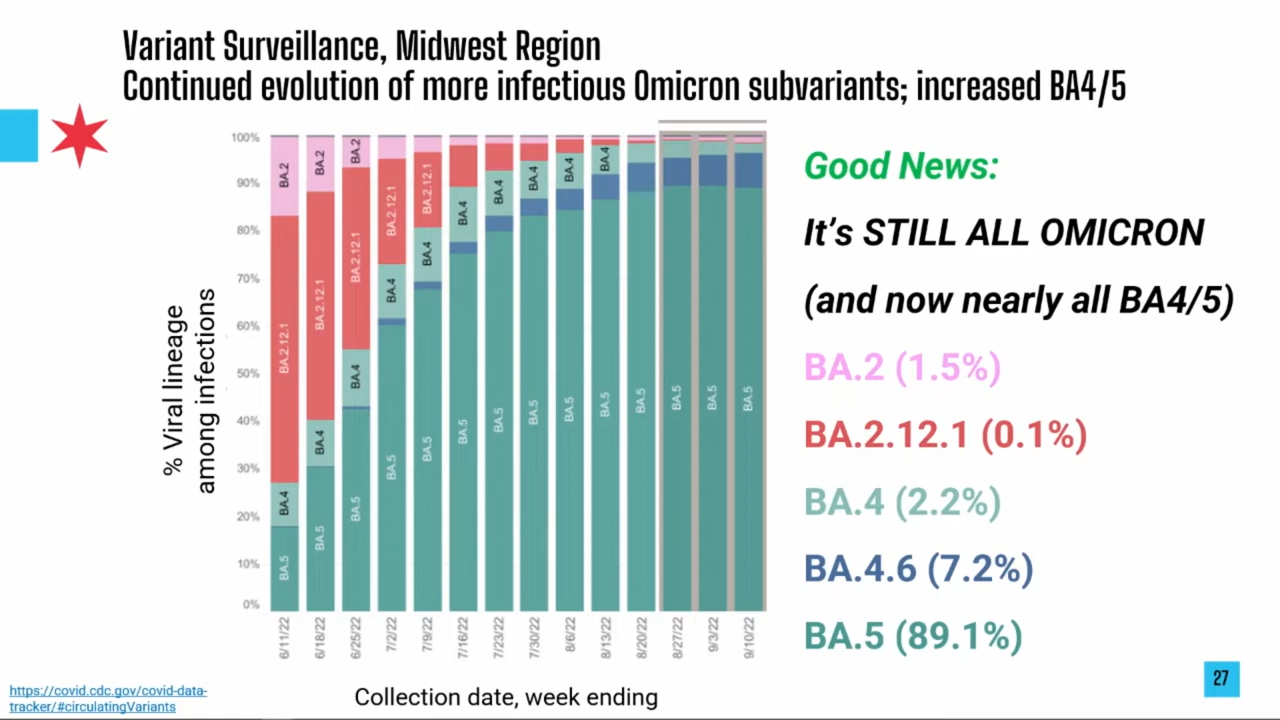 Variant Surveillance, Midwest Region
Continued evolution of more infectious Omicron subvariants; increased BA4/5
% Viral lineage
among infections
100%
90%
80%
70%
60%
50%
40%
30%
20%
10%
0%
BA.2
BA.2.12.1
BA.4
BA.5
BA.2
BA.2.12.1
BA.4
BA.5
BA.2
BA.2.12.1
BA.4
BA.5
BA.2.12.1
BA.4
BA.5
BA.2.12.1
BA.4
BA.5
BA.4
BA.5
BA.4
BA.5
BA.4
BA.5
BA.4
BA.5
BA.4
BA.5
BA.5
BA.5
BA.5
BA.5
6/11/22
6/18/22
6/25/22
7/2/22
7/9/22
7/16/22
7/23/22
7/30/22
8/6/22
8/13/22
8/20/22
8/27/22
9/3/22
9/10/22
Collection date, week ending
Good News:
It's STILL ALL OMICRON
(and now nearly all BA4/5)
BA.2 (1.5%)
BA.2.12.1 (0.1%)
BA.4 (2.2%)
BA.4.6 (7.2%)
BA.5 (89.1%)
https://covid.cdc.gov/covid-data-
tracker/#circulatingVariants
27